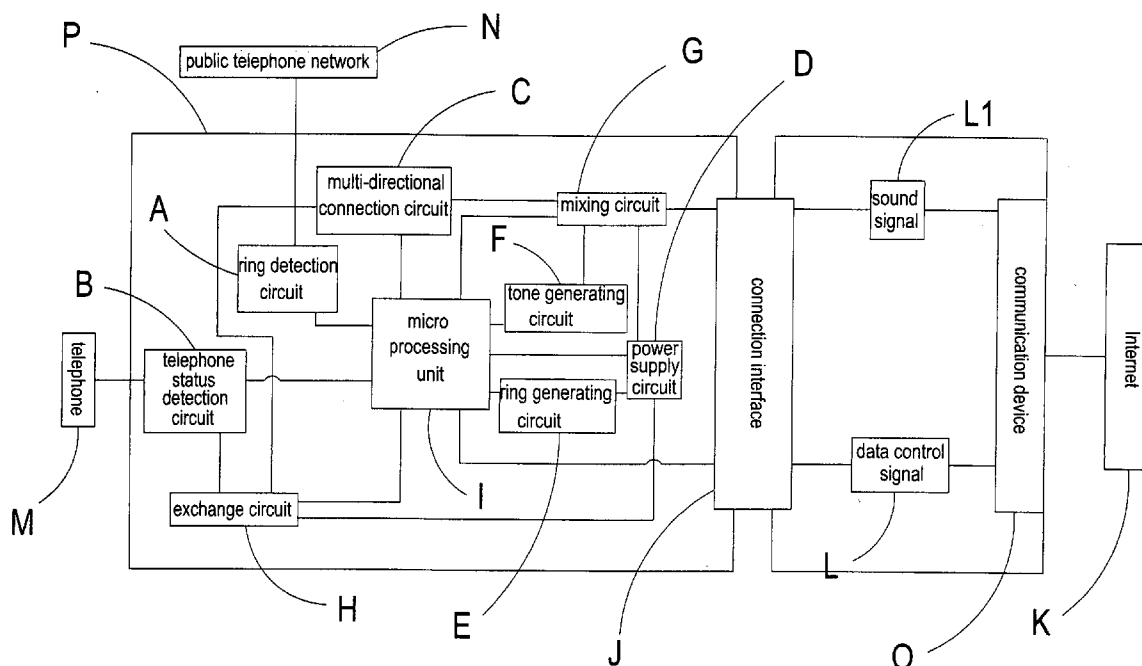 P
N
public telephone network
G
D
C
L1
multi-directional
connection circuit
mixing circuit
sound
signal
A
F
ring detection
circuit
B
tone generating
circuit
micro
processing
unit
connection interface
communication device
Internet
telephone
telephone
status
detection
circuit
power
supply
circuit
ring generating
circuit
data control
signal
M
exchange circuit
I
H
E
J
L
O
K